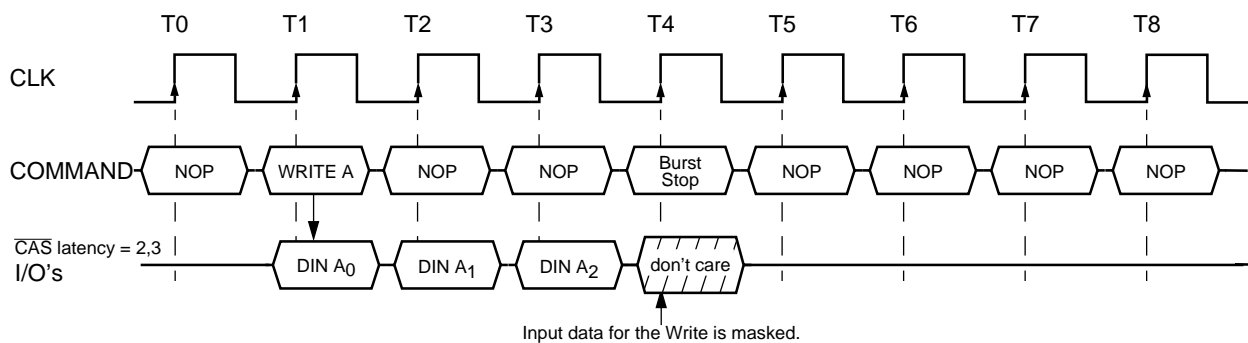 T0 T1 T2 T3 T4 T5 T6 T7 T8
CLK
COMMAND NOP WRITE A NOP NOP Burst Stop NOP NOP NOP NOP
CAS latency = 2,3
I/O's DIN A0 DIN A1 DIN A2 don't care
Input data for the Write is masked.